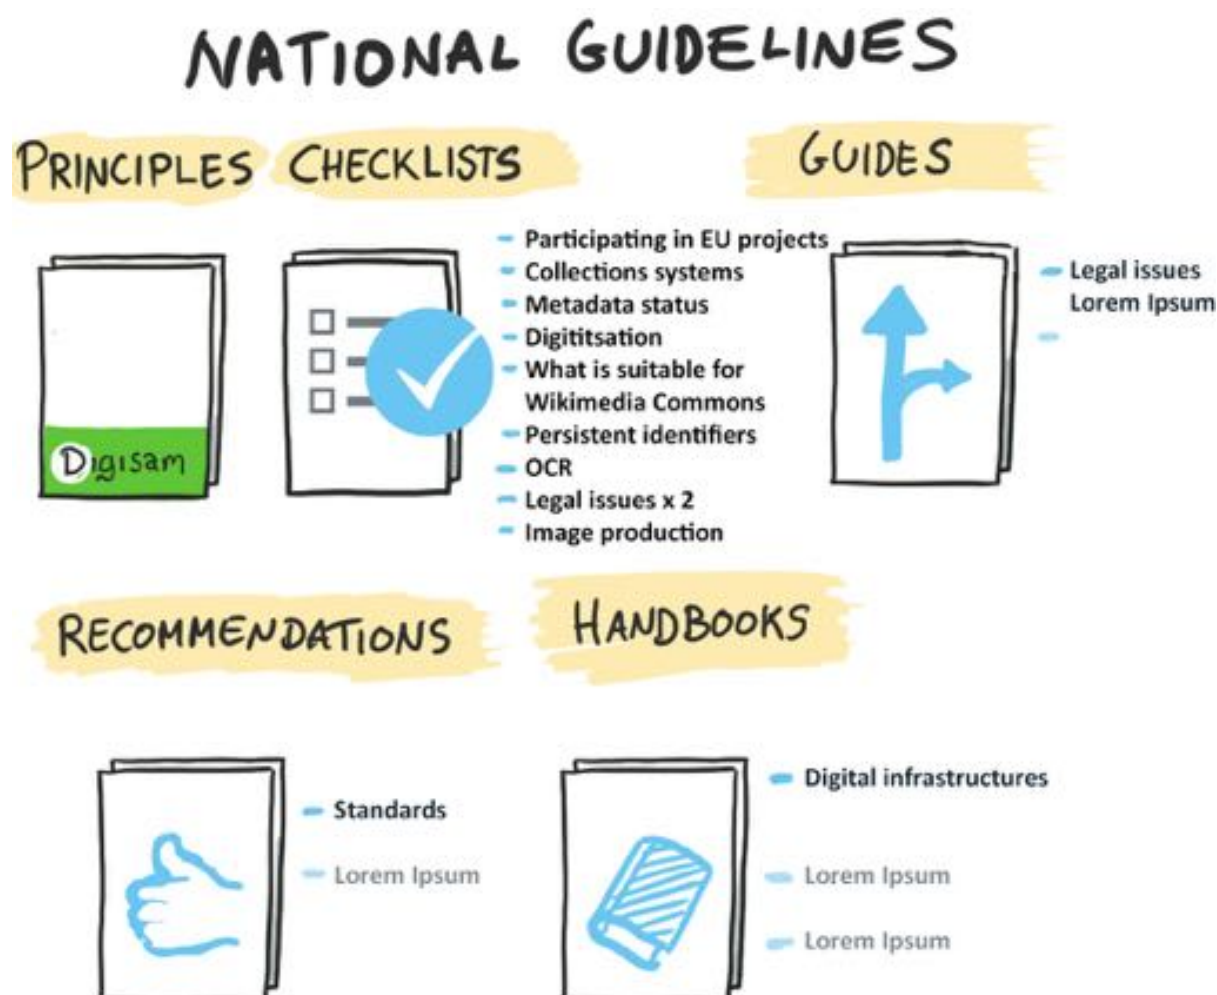 NATIONAL GUIDELINES
PRINCIPLES
Digisam
CHECKLISTS
Participating in EU projects
Collections systems
Metadata status
Digititsation
What is suitable for
Wikimedia Commons
Persistent identifiers
OCR
Legal issues x 2
Image production
GUIDES
Legal issues
Lorem Ipsum
RECOMMENDATIONS
Standards
Lorem Ipsum
HANDBOOKS
Digital infrastructures
Lorem Ipsum
Lorem Ipsum